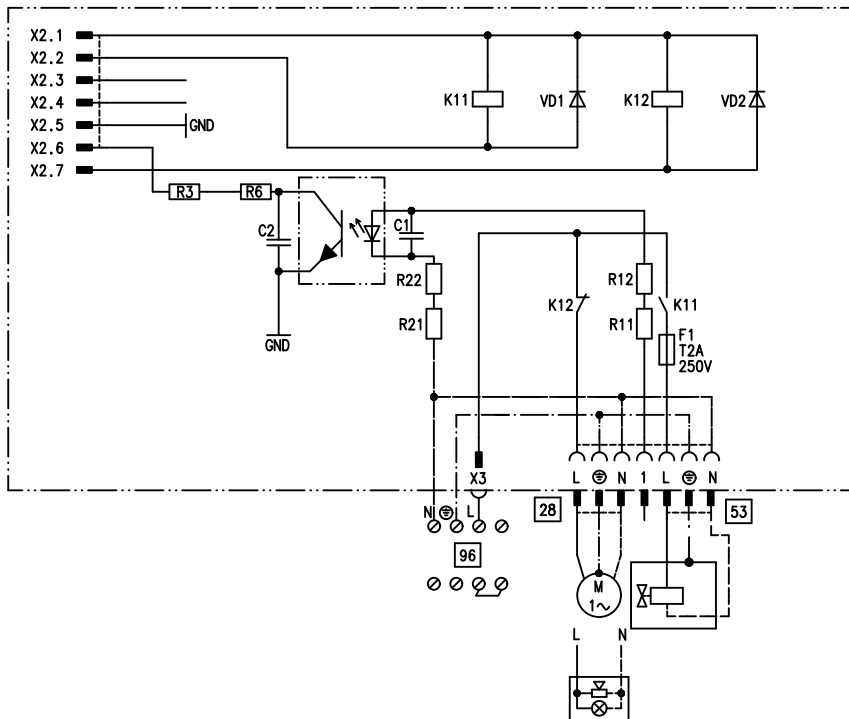 X2.1
X2.2
X2.3
X2.4
X2.5
GND
X2.6
X2.7
K11
VD1
K12
VD2
R3
R6
C2
C1
R22
R21
GND
K12
R12
R11
K11
F1
T2A
250V
X3
L
N
1
L
N
N
L
28
53
96
M
1~
L
N